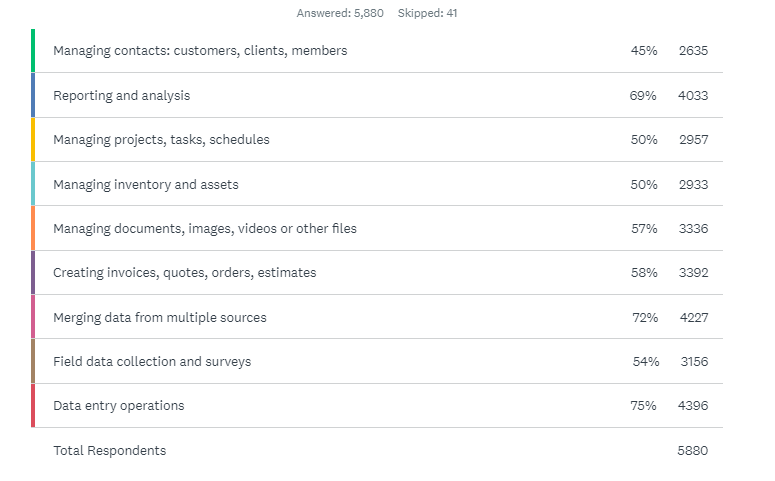 Answered: 5,880 Skipped: 41
Managing contacts: customers, clients, members 45% 2635
Reporting and analysis 69% 4033
Managing projects, tasks, schedules 50% 2957
Managing inventory and assets 50% 2933
Managing documents, images, videos or other files 57% 3336
Creating invoices, quotes, orders, estimates 58% 3392
Merging data from multiple sources 72% 4227
Field data collection and surveys 54% 3156
Data entry operations 75% 4396
Total Respondents 5880